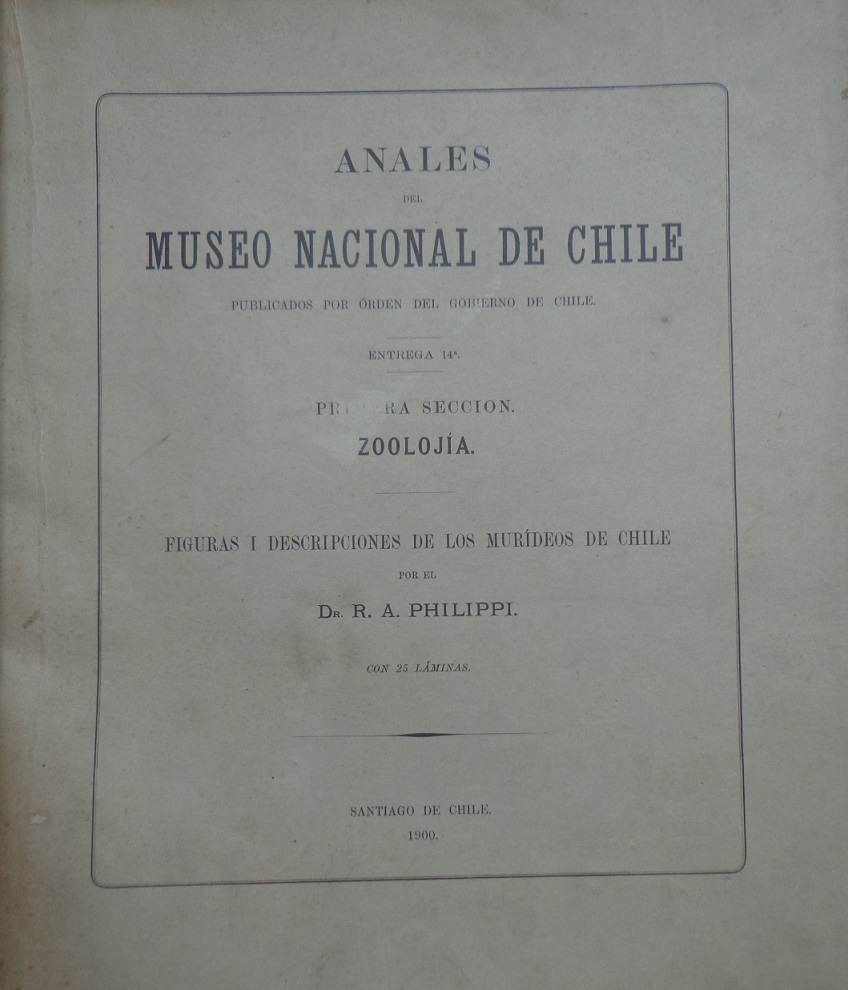 ANALES
DEL
MUSEO NACIONAL DE CHILE
PUBLICADOS POR ÓRDEN DEL GOBIERNO DE CHILE.
ENTREGA 14ª.
PRIMERA SECCION.
ZOOLOJÍA.
FIGURAS I DESCRIPCIONES DE LOS MURÍDEOS DE CHILE
POR EL
DR. R. A. PHILIPPI.
CON 25 LÁMINAS.
SANTIAGO DE CHILE.
1900.